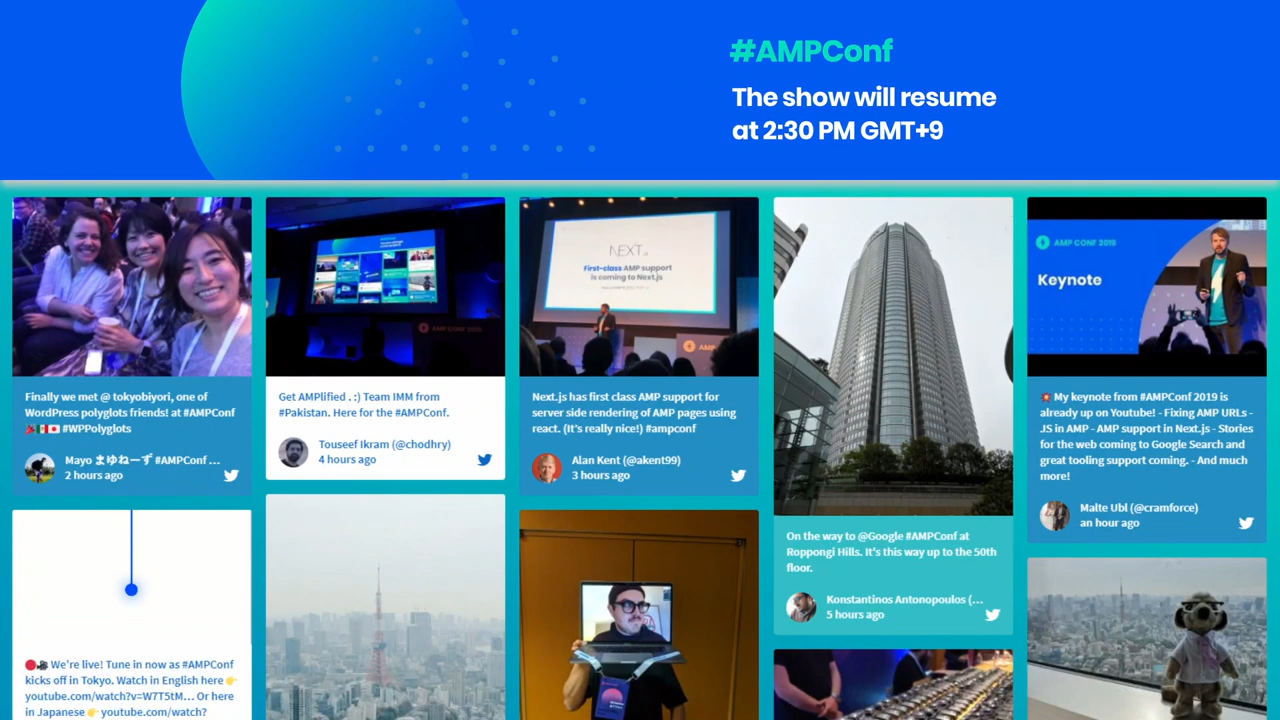 #AMPConf
The show will resume
at 2:30 PM GMT+9
Finally we met @ tokyobiyori, one of
WordPress polyglots friends! at #AMPConf
🇲🇽🇯🇵 #WPPolyglots
Mayo まゆねーず #AMPConf ...
2 hours ago
We're live! Tune in now as #AMPConf
kicks off in Tokyo. Watch in English here 👉
youtube.com/watch?v=W7T5tM... Or here
in Japanese 👉 youtube.com/watch?
Get AMPlified . :) Team IMM from
#Pakistan. Here for the #AMPConf.
Touseef Ikram (@chodhry)
4 hours ago
AMP CONF 2019
NEXT.js
First-class AMP support
is coming to Next.js
AMP
Next.js has first class AMP support for
server side rendering of AMP pages using
react. (It's really nice!) #ampconf
Alan Kent (@akent99)
3 hours ago
On the way to @Google #AMPConf at
Roppongi Hills. It's this way up to the 50th
floor.
Konstantinos Antonopoulos (...
5 hours ago
AMP CONF 2019
Keynote
💥 My keynote from #AMPConf 2019 is
already up on Youtube! - Fixing AMP URLs -
JS in AMP - AMP support in Next.js - Stories
for the web coming to Google Search and
great tooling support coming. - And much
more!
Malte Ubl (@cramforce)
an hour ago